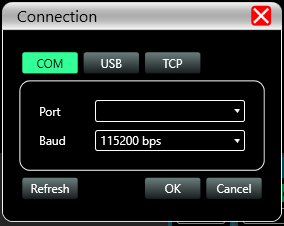 Connection
COM USB TCP
Port
Baud 115200 bps
Refresh OK Cancel